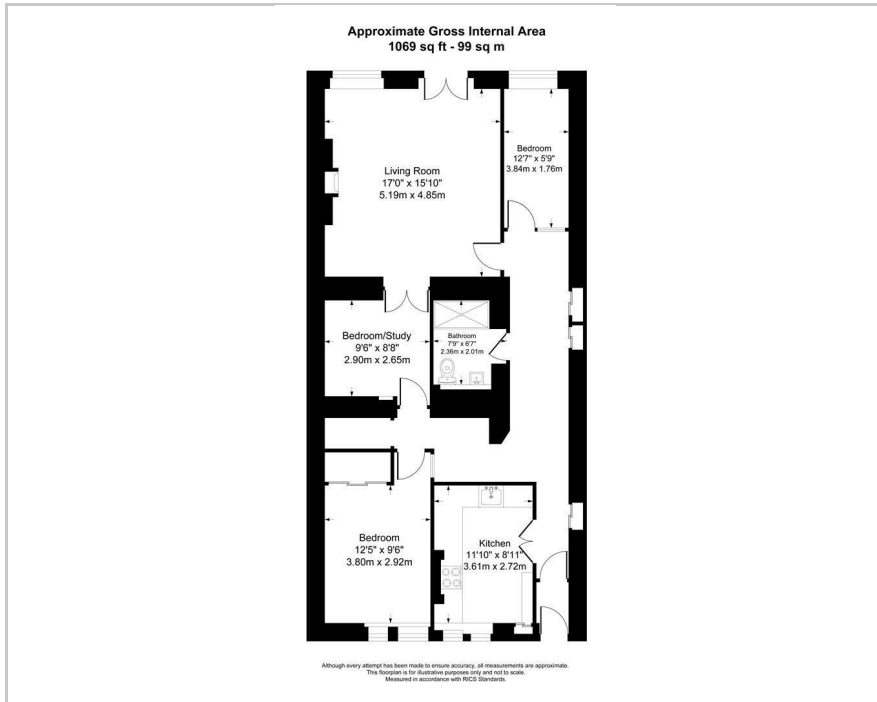 Approximate Gross Internal Area
1069 sq ft - 99 sq m
Living Room
17'0" x 15'10"
5.19m x 4.85m
Bedroom
12'7" x 5'9"
3.84m x 1.76m
Bedroom/Study
9'6" x 8'8"
2.90m x 2.65m
Bathroom
7'9" x 6'7"
2.36m x 2.01m
Bedroom
12'5" x 9'6"
3.80m x 2.92m
Kitchen
11'10" x 8'11"
3.61m x 2.72m
Although every attempt has been made to ensure accuracy, all measurements are approximate.
This floorplan is for illustrative purposes only and not to scale.
Measured in accordance with RICS Standards.